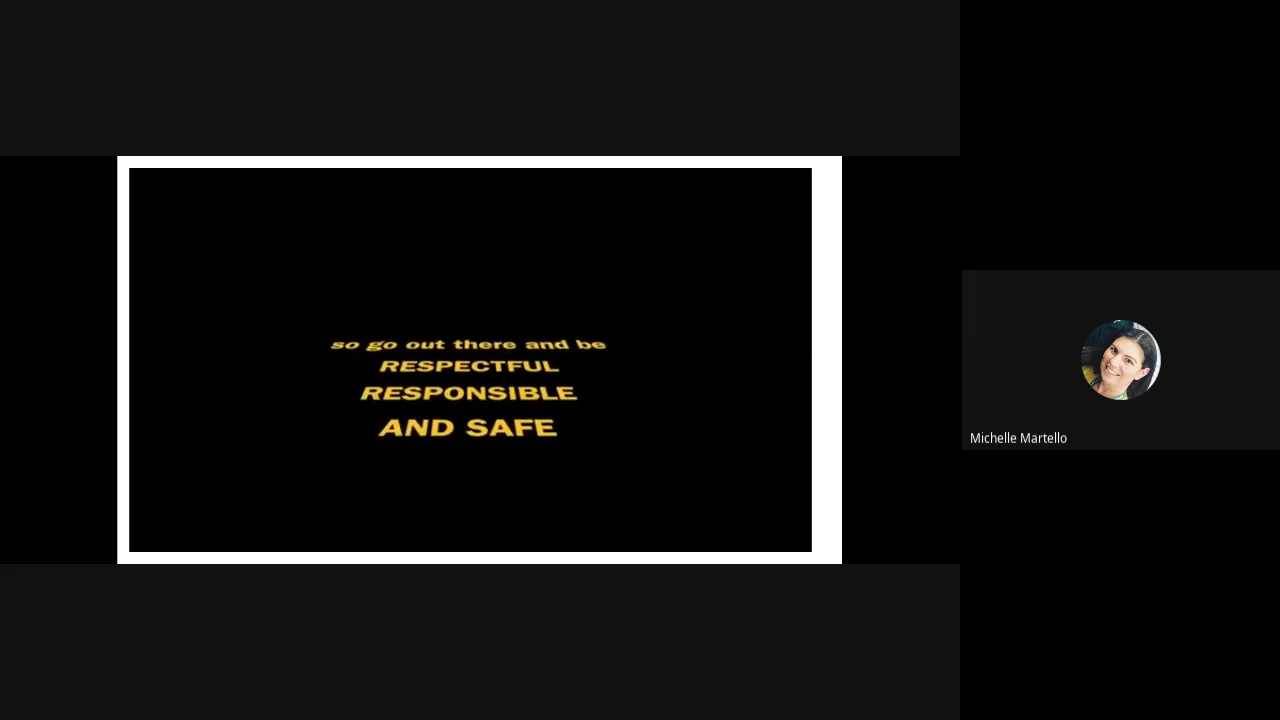 so go out there and be
RESPECTFUL
RESPONSIBLE
AND SAFE
Michelle Martello